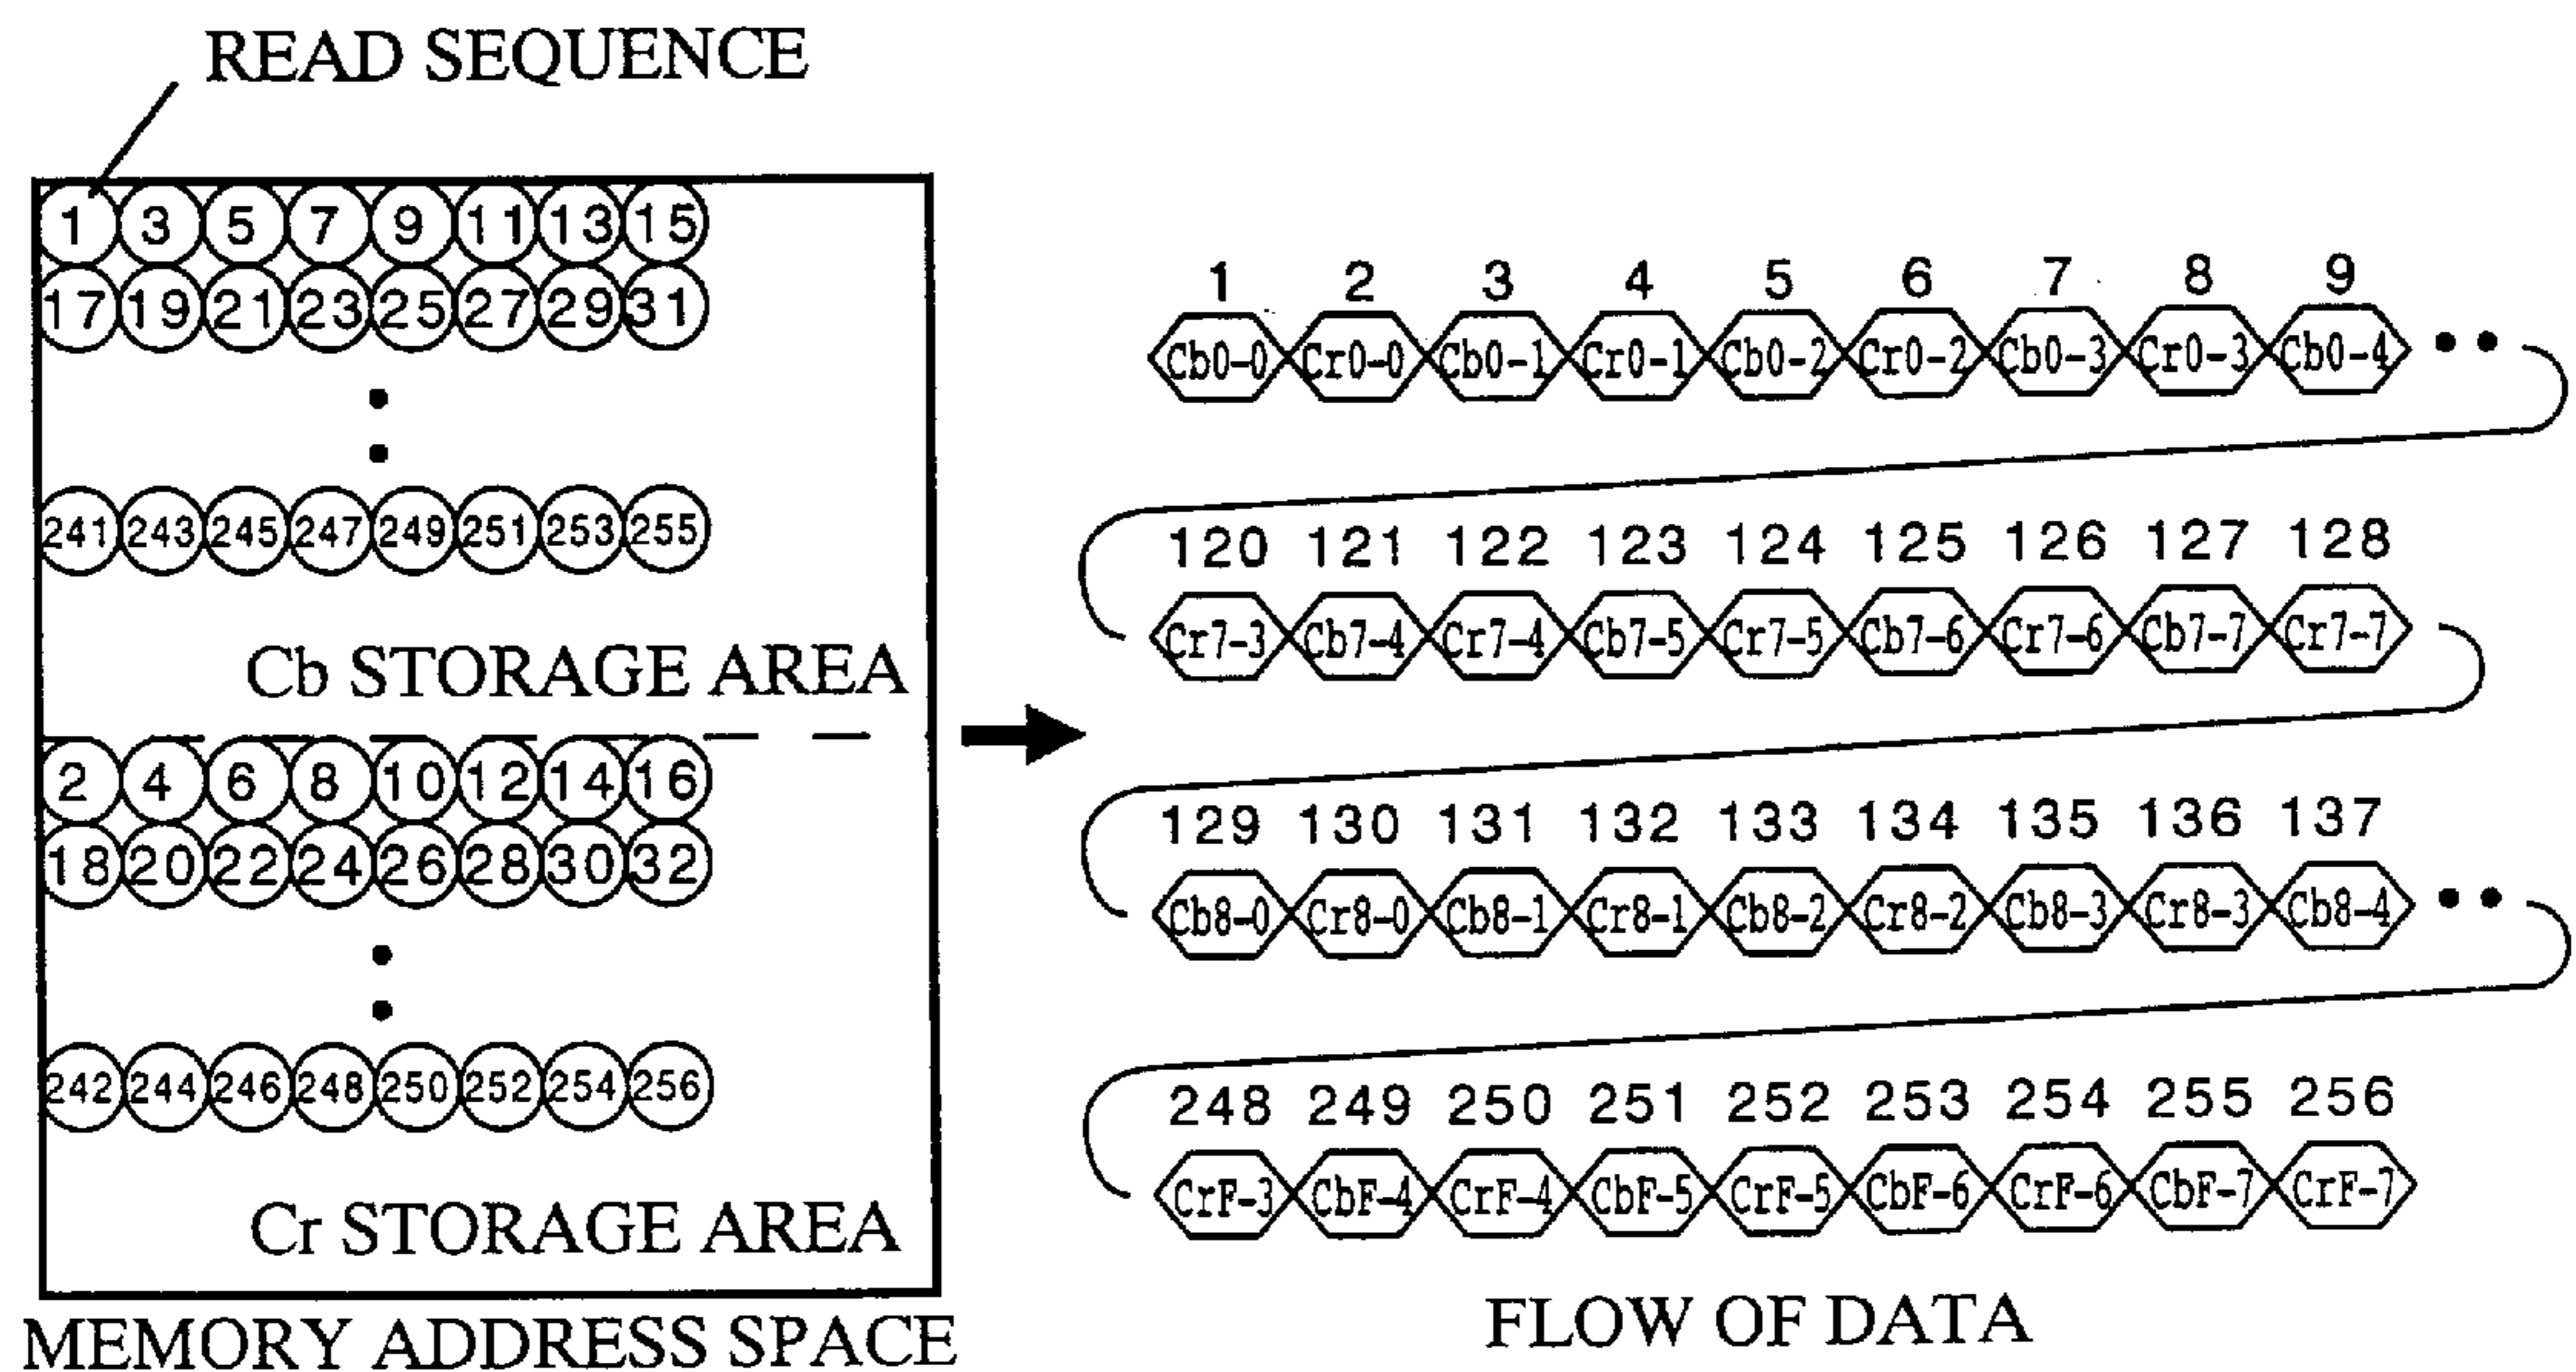 READ SEQUENCE
1 3 5 7 9 11 13 15
17 19 21 23 25 27 29 31
241 243 245 247 249 251 253 255
Cb STORAGE AREA
2 4 6 8 10 12 14 16
18 20 22 24 26 28 30 32
242 244 246 248 250 252 254 256
Cr STORAGE AREA
MEMORY ADDRESS SPACE
1 2 3 4 5 6 7 8 9
Cb0-0 Cr0-0 Cb0-1 Cr0-1 Cb0-2 Cr0-2 Cb0-3 Cr0-3 Cb0-4
120 121 122 123 124 125 126 127 128
Cr7-3 Cb7-4 Cr7-4 Cb7-5 Cr7-5 Cb7-6 Cr7-6 Cb7-7 Cr7-7
129 130 131 132 133 134 135 136 137
Cb8-0 Cr8-0 Cb8-1 Cr8-1 Cb8-2 Cr8-2 Cb8-3 Cr8-3 Cb8-4
248 249 250 251 252 253 254 255 256
CrF-3 CbF-4 CrF-4 CbF-5 CrF-5 CbF-6 CrF-6 CbF-7 CrF-7
FLOW OF DATA